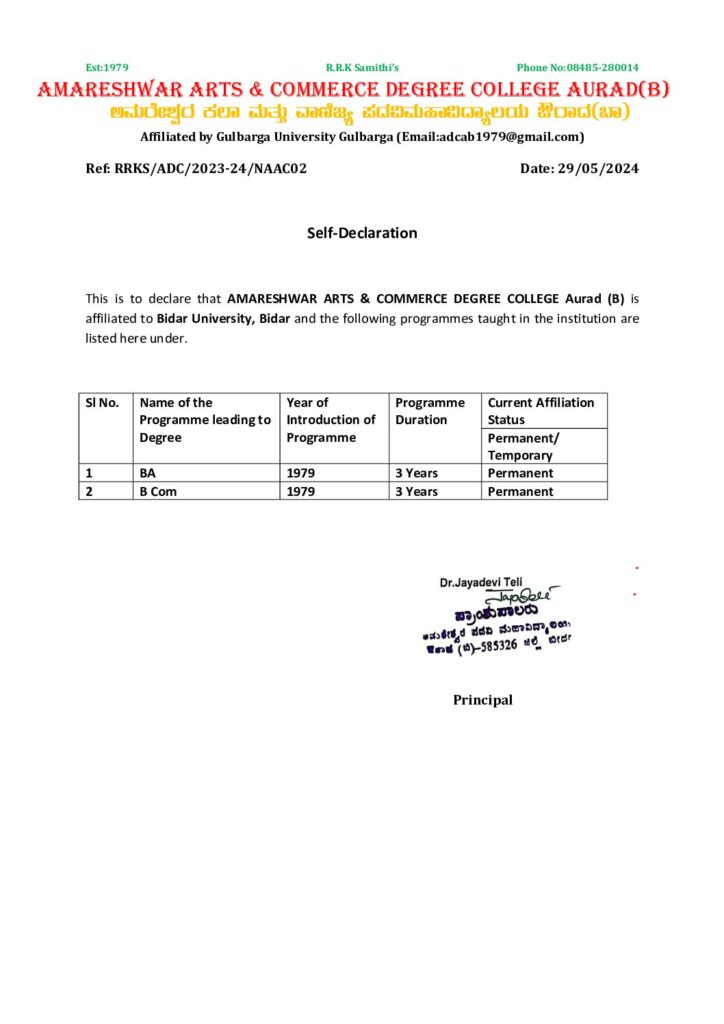 Est:1979 R.R.K Samithi's Phone No:08485-280014
AMARESHWAR ARTS & COMMERCE DEGREE COLLEGE AURAD(B)
ಅಮರೇಶ್ವರ ಕಲಾ ಮತ್ತು ವಾಣಿಜ್ಯ ಪದವಿಮಹಾವಿದ್ಯಾಲಯ ಔರಾದ(ಬಾ)
Affiliated by Gulbarga University Gulbarga (Email:adcab1979@gmail.com)
Ref: RRKS/ADC/2023-24/NAAC02 Date: 29/05/2024
Self-Declaration
This is to declare that AMARESHWAR ARTS & COMMERCE DEGREE COLLEGE Aurad (B) is
affiliated to Bidar University, Bidar and the following programmes taught in the institution are
listed here under.
Sl No. Name of the Programme leading to Degree Year of Introduction of Programme Programme Duration Current Affiliation Status
Permanent/ Temporary
1 BA 1979 3 Years Permanent
2 B Com 1979 3 Years Permanent
Dr.Jayadevi Teli
ಪ್ರಾಂಶುಪಾಲರು
ಅಮರೇಶ್ವರ ಪದವಿ ಮಹಾವಿದ್ಯಾಲಯ
ಔರಾದ (ಬಿ)-585326 ಜಿಲ್ಲೆ ಬೀದರ
Principal